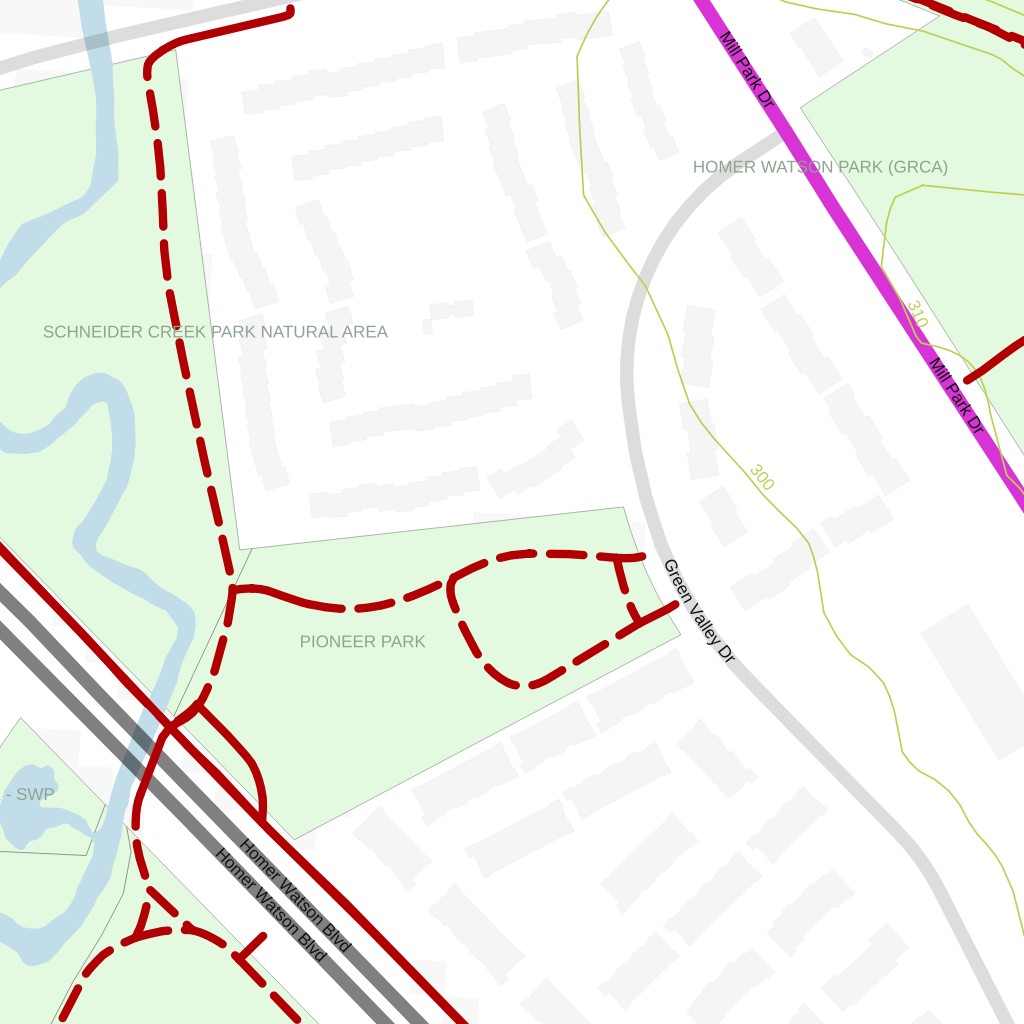 Mill Park Dr
HOMER WATSON PARK (GRCA)
310
SCHNEIDER CREEK PARK NATURAL AREA
Mill Park Dr
300
Green Valley Dr
PIONEER PARK
- SWP
Homer Watson Blvd
Homer Watson Blvd